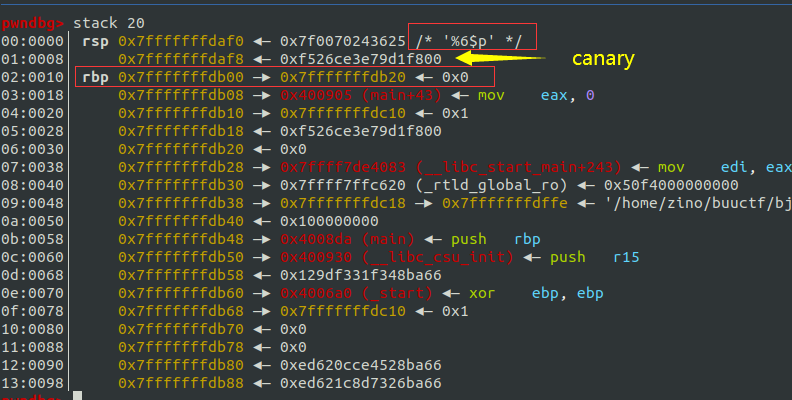 pwndbg> stack 20
00:0000│ rsp 0x7fffffffdaf0 ◂— 0x7f0070243625 /* '%6$p' */
01:0008│     0x7fffffffdaf8 ◂— 0xf526ce3e79d1f800 canary
02:0010│ rbp 0x7fffffffdb00 —▸ 0x7fffffffdb20 ◂— 0x0
03:0018│     0x7fffffffdb08 —▸ 0x400905 (main+43) ◂— mov    eax, 0
04:0020│     0x7fffffffdb10 —▸ 0x7fffffffdc10 ◂— 0x1
05:0028│     0x7fffffffdb18 ◂— 0xf526ce3e79d1f800
06:0030│     0x7fffffffdb20 ◂— 0x0
07:0038│     0x7fffffffdb28 —▸ 0x7ffff7de4083 (__libc_start_main+243) ◂— mov    edi, eax
08:0040│     0x7fffffffdb30 —▸ 0x7ffff7ffc620 (_rtld_global_ro) ◂— 0x50f4000000000
09:0048│     0x7fffffffdb38 —▸ 0x7fffffffdc18 —▸ 0x7fffffffdffe ◂— '/home/zino/buuctf/bj
0a:0050│     0x7fffffffdb40 ◂— 0x100000000
0b:0058│     0x7fffffffdb48 —▸ 0x4008da (main) ◂— push   rbp
0c:0060│     0x7fffffffdb50 —▸ 0x400930 (__libc_csu_init) ◂— push   r15
0d:0068│     0x7fffffffdb58 ◂— 0x129df331f348ba66
0e:0070│     0x7fffffffdb60 —▸ 0x4006a0 (_start) ◂— xor    ebp, ebp
0f:0078│     0x7fffffffdb68 —▸ 0x7fffffffdc10 ◂— 0x1
10:0080│     0x7fffffffdb70 ◂— 0x0
11:0088│     0x7fffffffdb78 ◂— 0x0
12:0090│     0x7fffffffdb80 ◂— 0xed620cce4528ba66
13:0098│     0x7fffffffdb88 ◂— 0xed621c8d7326ba66
pwndbg>